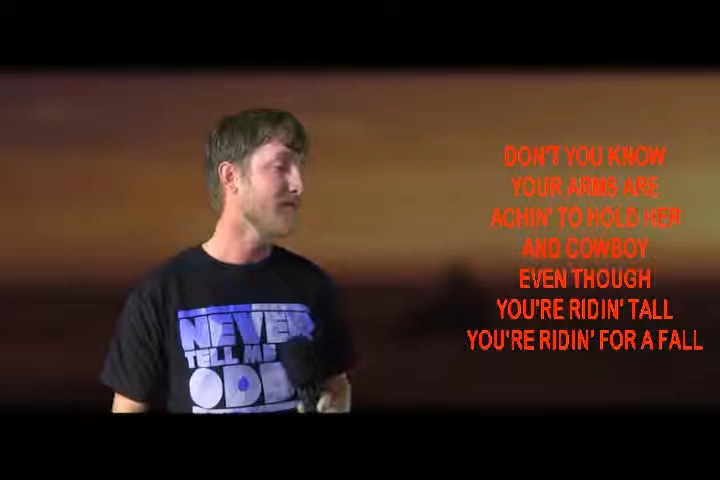 DON'T YOU KNOW
YOUR ARMS ARE
ACHIN' TO HOLD HER
AND COWBOY
EVEN THOUGH
YOU'RE RIDIN' TALL
YOU'RE RIDIN' FOR A FALL
NEVER
TELL ME
ODD